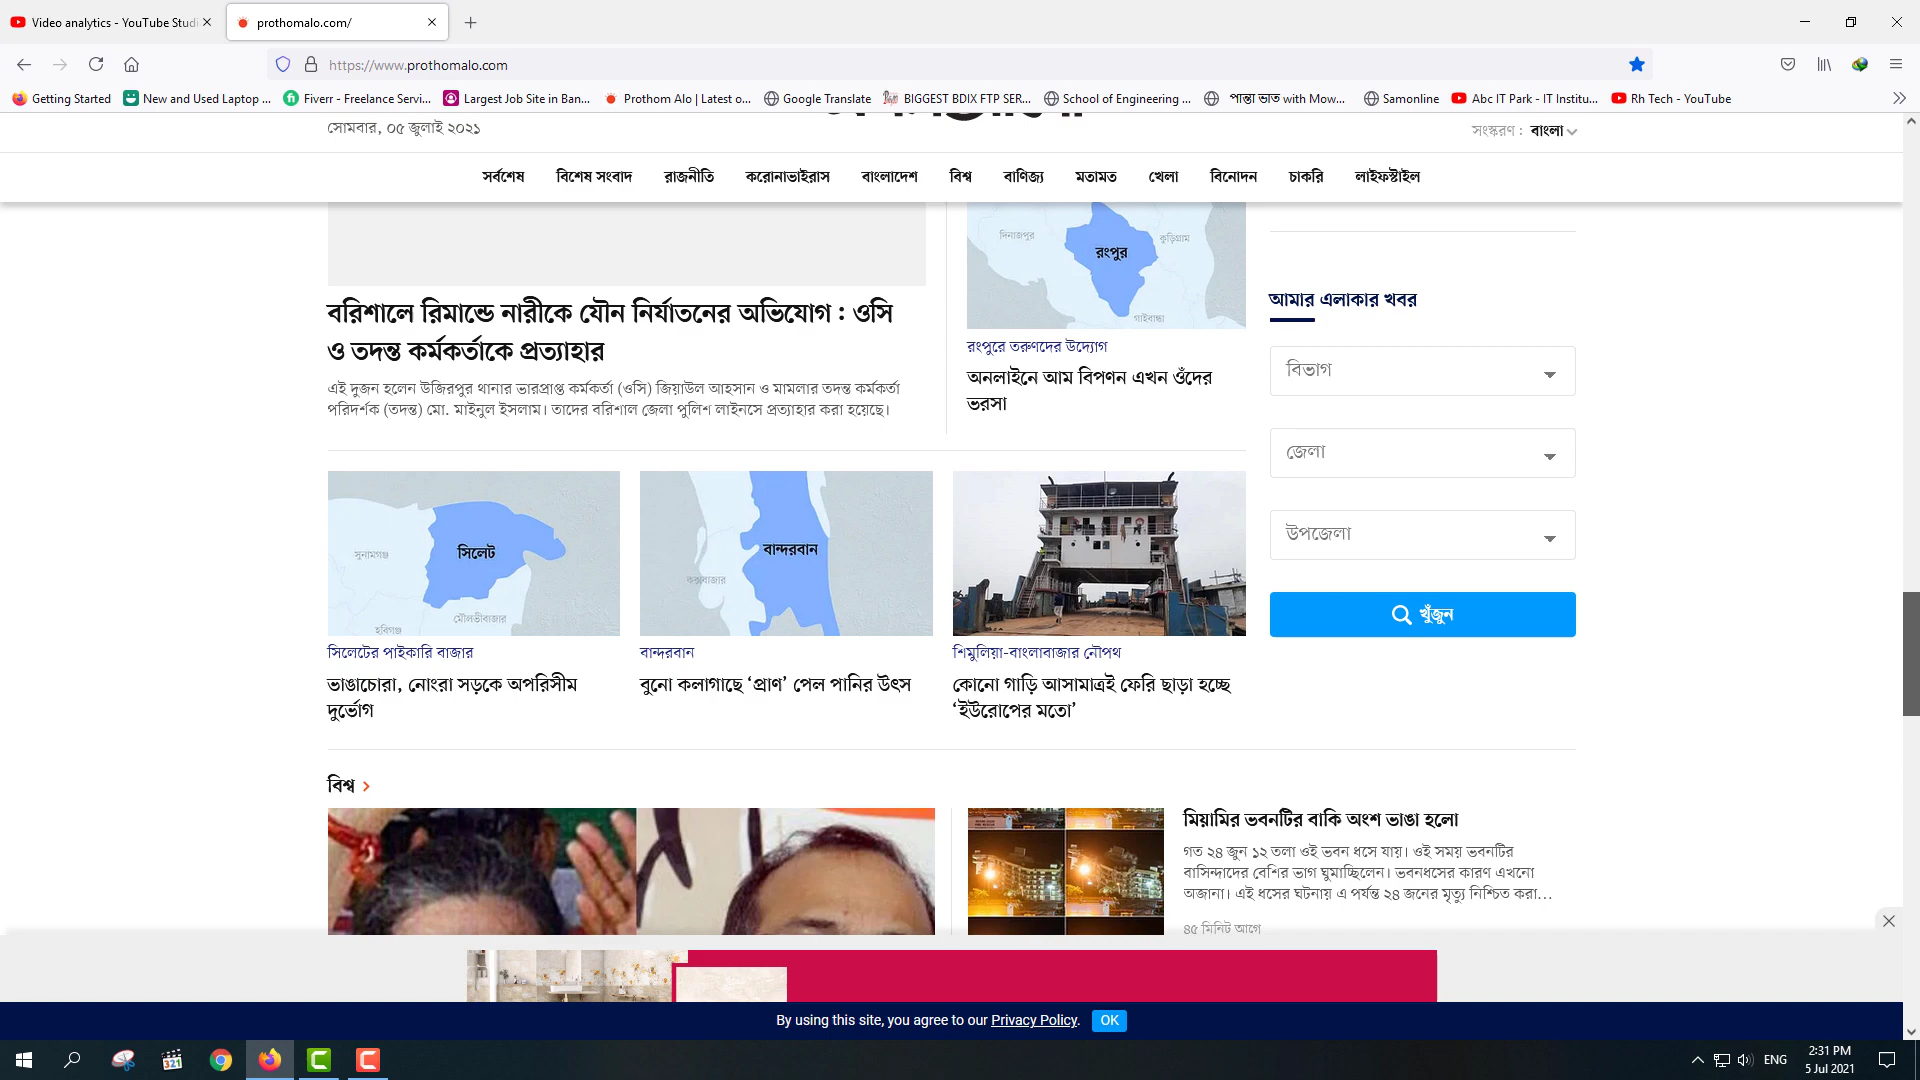 Video analytics - YouTube Studi
prothomalo.com/
https://www.prothomalo.com
Getting Started
New and Used Laptop ...
Fiverr - Freelance Servi...
Largest Job Site in Ban...
Prothom Alo | Latest o...
Google Translate
BIGGEST BDIX FTP SER...
School of Engineering ...
পান্তা ভাত with Mow...
Samonline
Abc IT Park - IT Institu...
Rh Tech - YouTube
সোমবার, ০৫ জুলাই ২০২১
সংস্করণ : বাংলা
সর্বশেষ বিশেষ সংবাদ রাজনীতি করোনাভাইরাস বাংলাদেশ বিশ্ব বাণিজ্য মতামত খেলা বিনোদন চাকরি লাইফস্টাইল
বরিশালে রিমান্ডে নারীকে যৌন নির্যাতনের অভিযোগ : ওসি
ও তদন্ত কর্মকর্তাকে প্রত্যাহার
এই দুজন হলেন উজিরপুর থানার ভারপ্রাপ্ত কর্মকর্তা (ওসি) জিয়াউল আহসান ও মামলার তদন্ত কর্মকর্তা
পরিদর্শক (তদন্ত) মো. মাইনুল ইসলাম। তাদের বরিশাল জেলা পুলিশ লাইনসে প্রত্যাহার করা হয়েছে।
দিনাজপুর
রংপুর
কুড়িগ্রাম
গাইবান্ধা
রংপুরে তরুণদের উদ্যোগ
অনলাইনে আম বিপণন এখন ওঁদের
ভরসা
আমার এলাকার খবর
বিভাগ
জেলা
উপজেলা
খুঁজুন
সুনামগঞ্জ
সিলেট
মৌলভীবাজার
হবিগঞ্জ
সিলেটের পাইকারি বাজার
ভাঙাচোরা, নোংরা সড়কে অপরিসীম
দুর্ভোগ
বান্দরবান
কক্সবাজার
বান্দরবান
বুনো কলাগাছে ‘প্রাণ’ পেল পানির উৎস
শিমুলিয়া-বাংলাবাজার নৌপথ
কোনো গাড়ি আসামাত্রই ফেরি ছাড়া হচ্ছে
‘ইউরোপের মতো’
বিশ্ব
মিয়ামির ভবনটির বাকি অংশ ভাঙা হলো
গত ২৪ জুন ১২ তলা ওই ভবন ধসে যায়। ওই সময় ভবনটির
বাসিন্দাদের বেশির ভাগ ঘুমাচ্ছিলেন। ভবনধসের কারণ এখনো
অজানা। এই ধসের ঘটনায় এ পর্যন্ত ২৪ জনের মৃত্যু নিশ্চিত করা...
৪৫ মিনিট আগে
By using this site, you agree to our Privacy Policy. OK
321
ENG
2:31 PM
5 Jul 2021